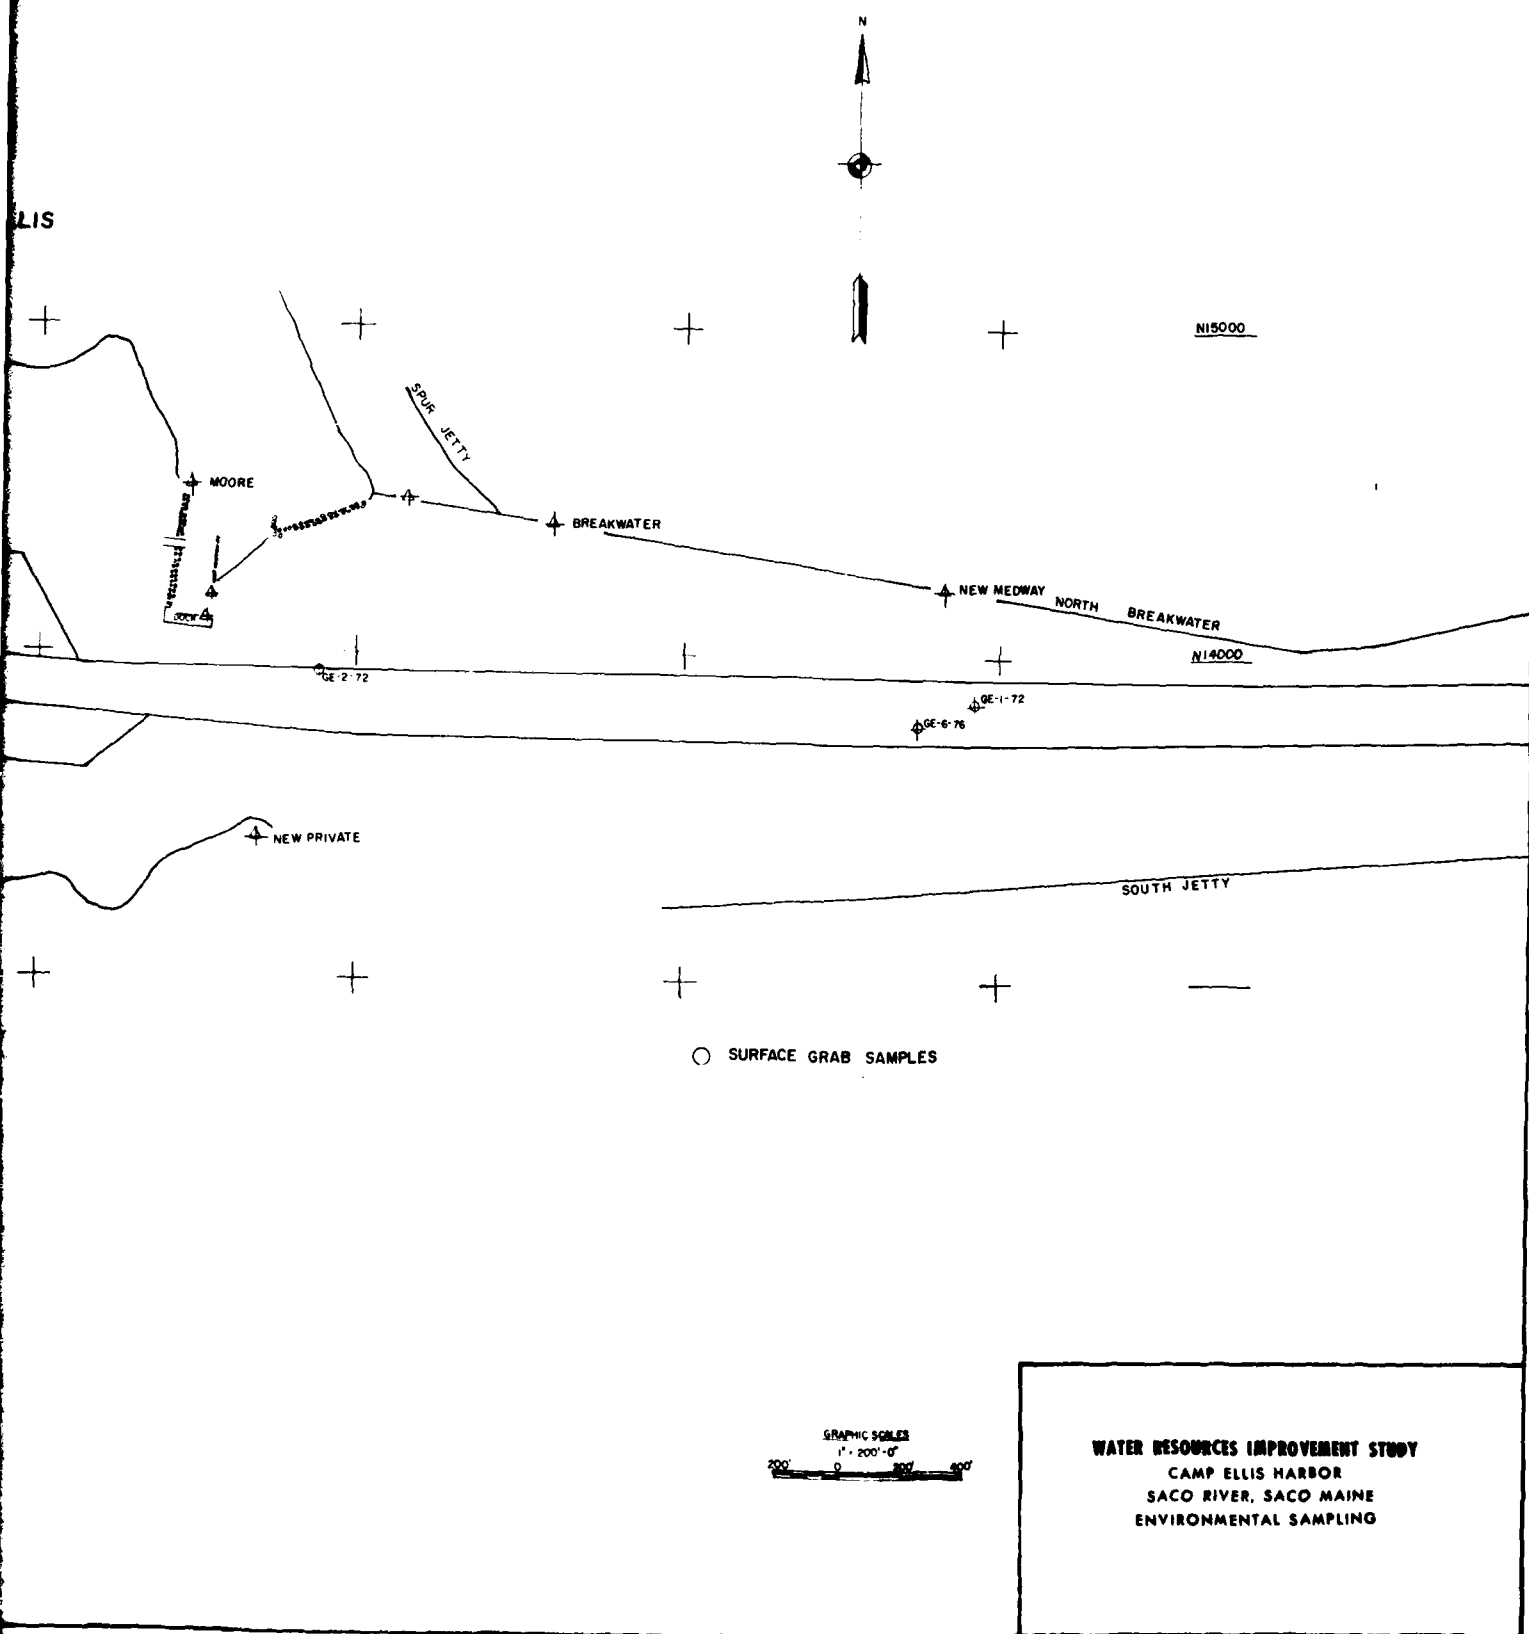 N
LIS
N15000
SPUR JETTY
MOORE
BREAKWATER
NEW MEDWAY
NORTH BREAKWATER
DOCK
N14000
GE-2-72
GE-1-72
GE-6-76
NEW PRIVATE
SOUTH JETTY
SURFACE GRAB SAMPLES
GRAPHIC SCALES
1" = 200'-0"
200' 0 200' 400'
WATER RESOURCES IMPROVEMENT STUDY
CAMP ELLIS HARBOR
SACO RIVER, SACO MAINE
ENVIRONMENTAL SAMPLING